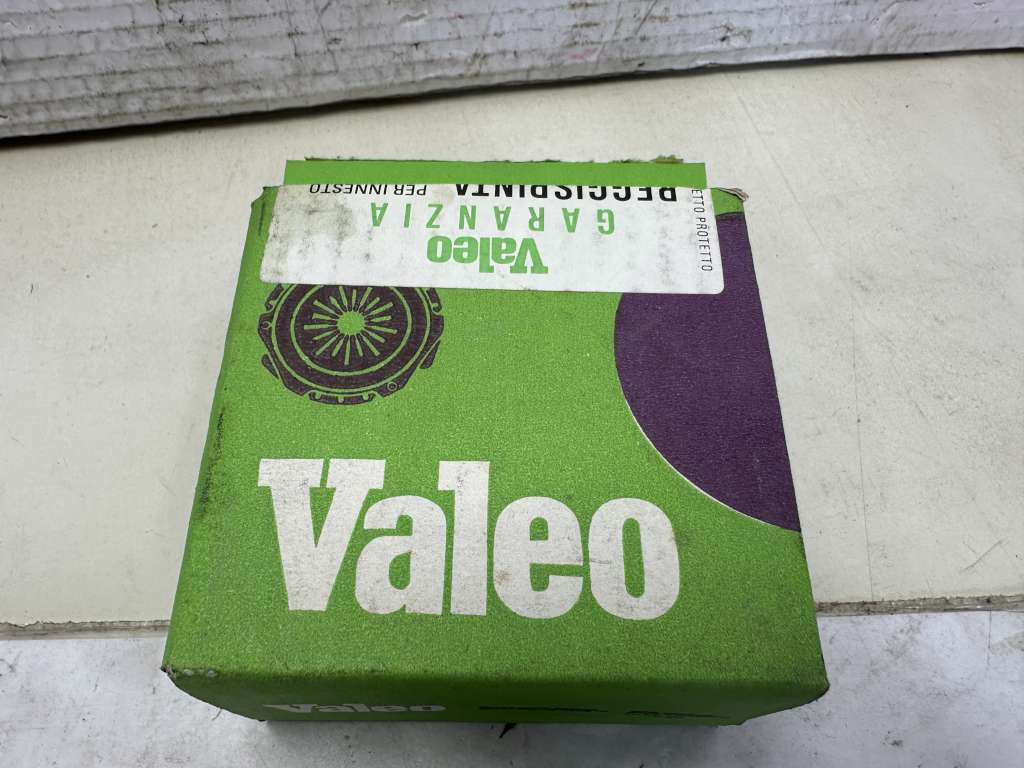 REGGISPINTA PER INNESTO
GARANZIA
Valeo
ETTO PROTETTO
Valeo
Valeo